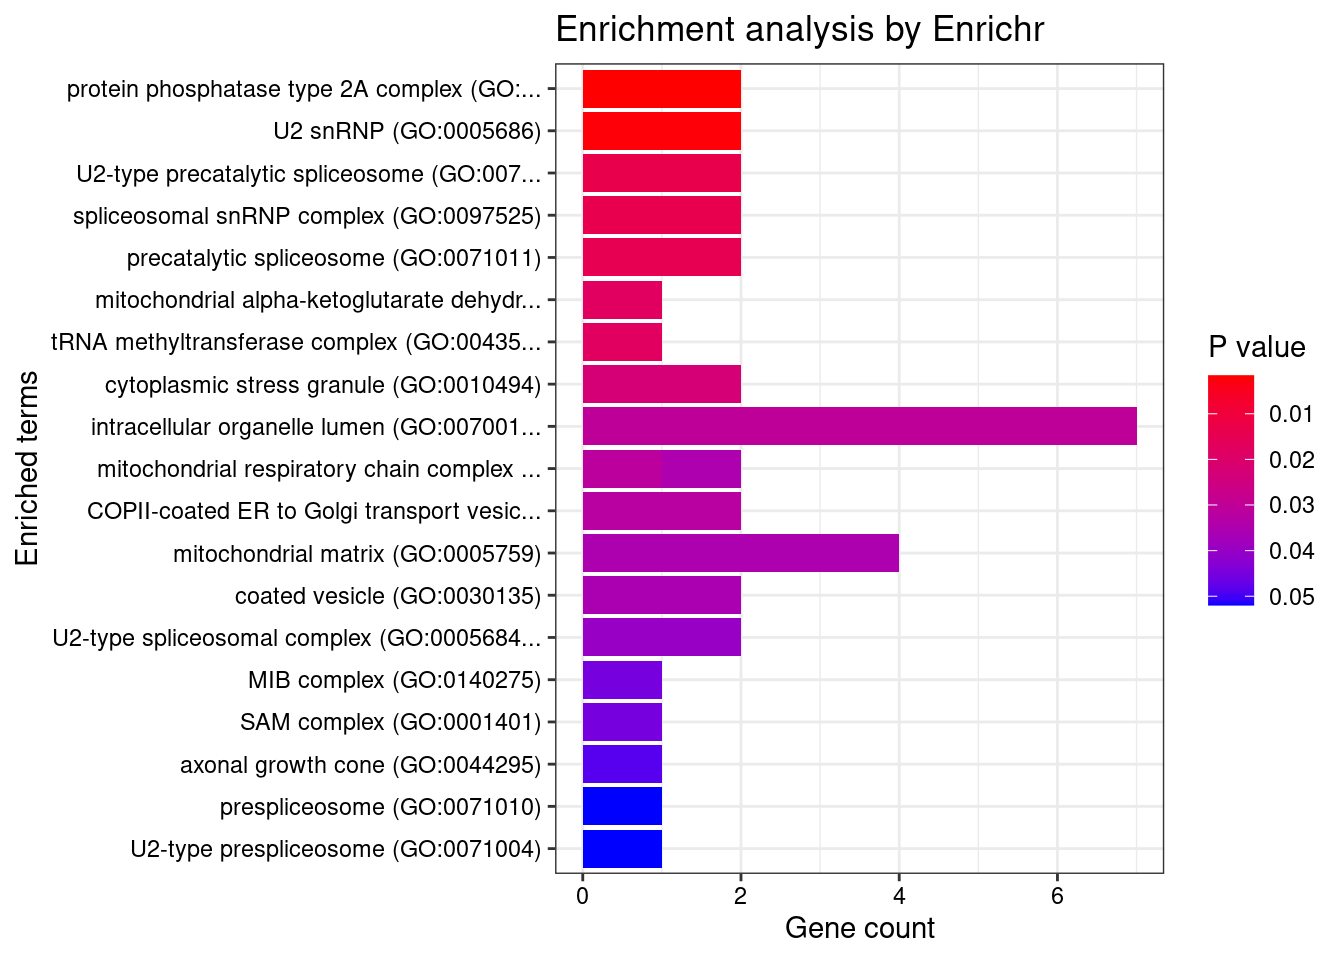 Enrichment analysis by Enrichr
protein phosphatase type 2A complex (GO:...
U2 snRNP (GO:0005686)
U2-type precatalytic spliceosome (GO:007...
spliceosomal snRNP complex (GO:0097525)
precatalytic spliceosome (GO:0071011)
mitochondrial alpha-ketoglutarate dehydr...
tRNA methyltransferase complex (GO:00435...
cytoplasmic stress granule (GO:0010494)
intracellular organelle lumen (GO:007001...
mitochondrial respiratory chain complex ...
COPII-coated ER to Golgi transport vesic...
mitochondrial matrix (GO:0005759)
coated vesicle (GO:0030135)
U2-type spliceosomal complex (GO:0005684...
MIB complex (GO:0140275)
SAM complex (GO:0001401)
axonal growth cone (GO:0044295)
prespliceosome (GO:0071010)
U2-type prespliceosome (GO:0071004)
Enriched terms
0 2 4 6
Gene count
P value
0.01
0.02
0.03
0.04
0.05